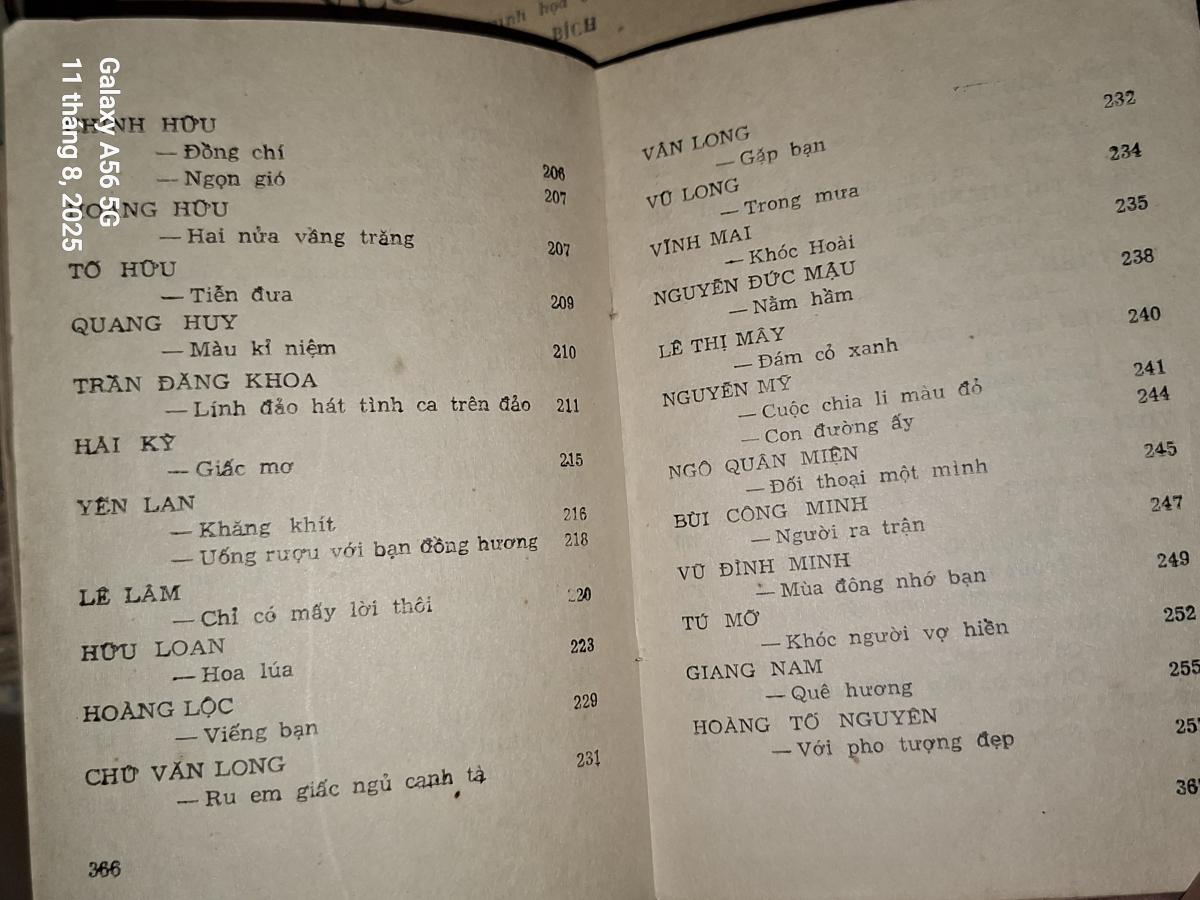 minh họa
BÍCH
CHÍNH HỮU
— Đồng chí 206
— Ngọn gió 207
HOÀNG HỮU
— Hai nửa vầng trăng 207
TỐ HỮU
— Tiễn đưa 209
QUANG HUY
— Màu kỉ niệm 210
TRẦN ĐĂNG KHOA
— Lính đảo hát tình ca trên đảo 211
HẢI KỲ
— Giấc mơ 215
YẾN LAN
— Khăng khít 216
— Uống rượu với bạn đồng hương 218
LÊ LÂM
— Chỉ có mấy lời thôi 220
HỮU LOAN
— Hoa lúa 223
HOÀNG LỘC
— Viếng bạn 229
CHỬ VĂN LONG
— Ru em giấc ngủ cạnh tà 231
366
VÂN LONG
— Gặp bạn 232
VŨ LONG
— Trong mưa 234
VĨNH MAI
— Khóc Hoài 235
NGUYỄN ĐỨC MẬU
— Nằm hầm 238
LÊ THỊ MÂY
— Đám cỏ xanh 240
NGUYỄN MỸ
— Cuộc chia li màu đỏ 241
— Con đường ấy 244
NGÔ QUÂN MIỆN
— Đối thoại một mình 245
BÙI CÔNG MINH
— Người ra trận 247
VŨ ĐÌNH MINH
— Mùa đông nhớ bạn 249
TÚ MỠ
— Khóc người vợ hiền 252
GIANG NAM
— Quê hương 255
HOÀNG TỐ NGUYÊN
— Với pho tượng đẹp
Galaxy A56 5G
11 tháng 8, 2025